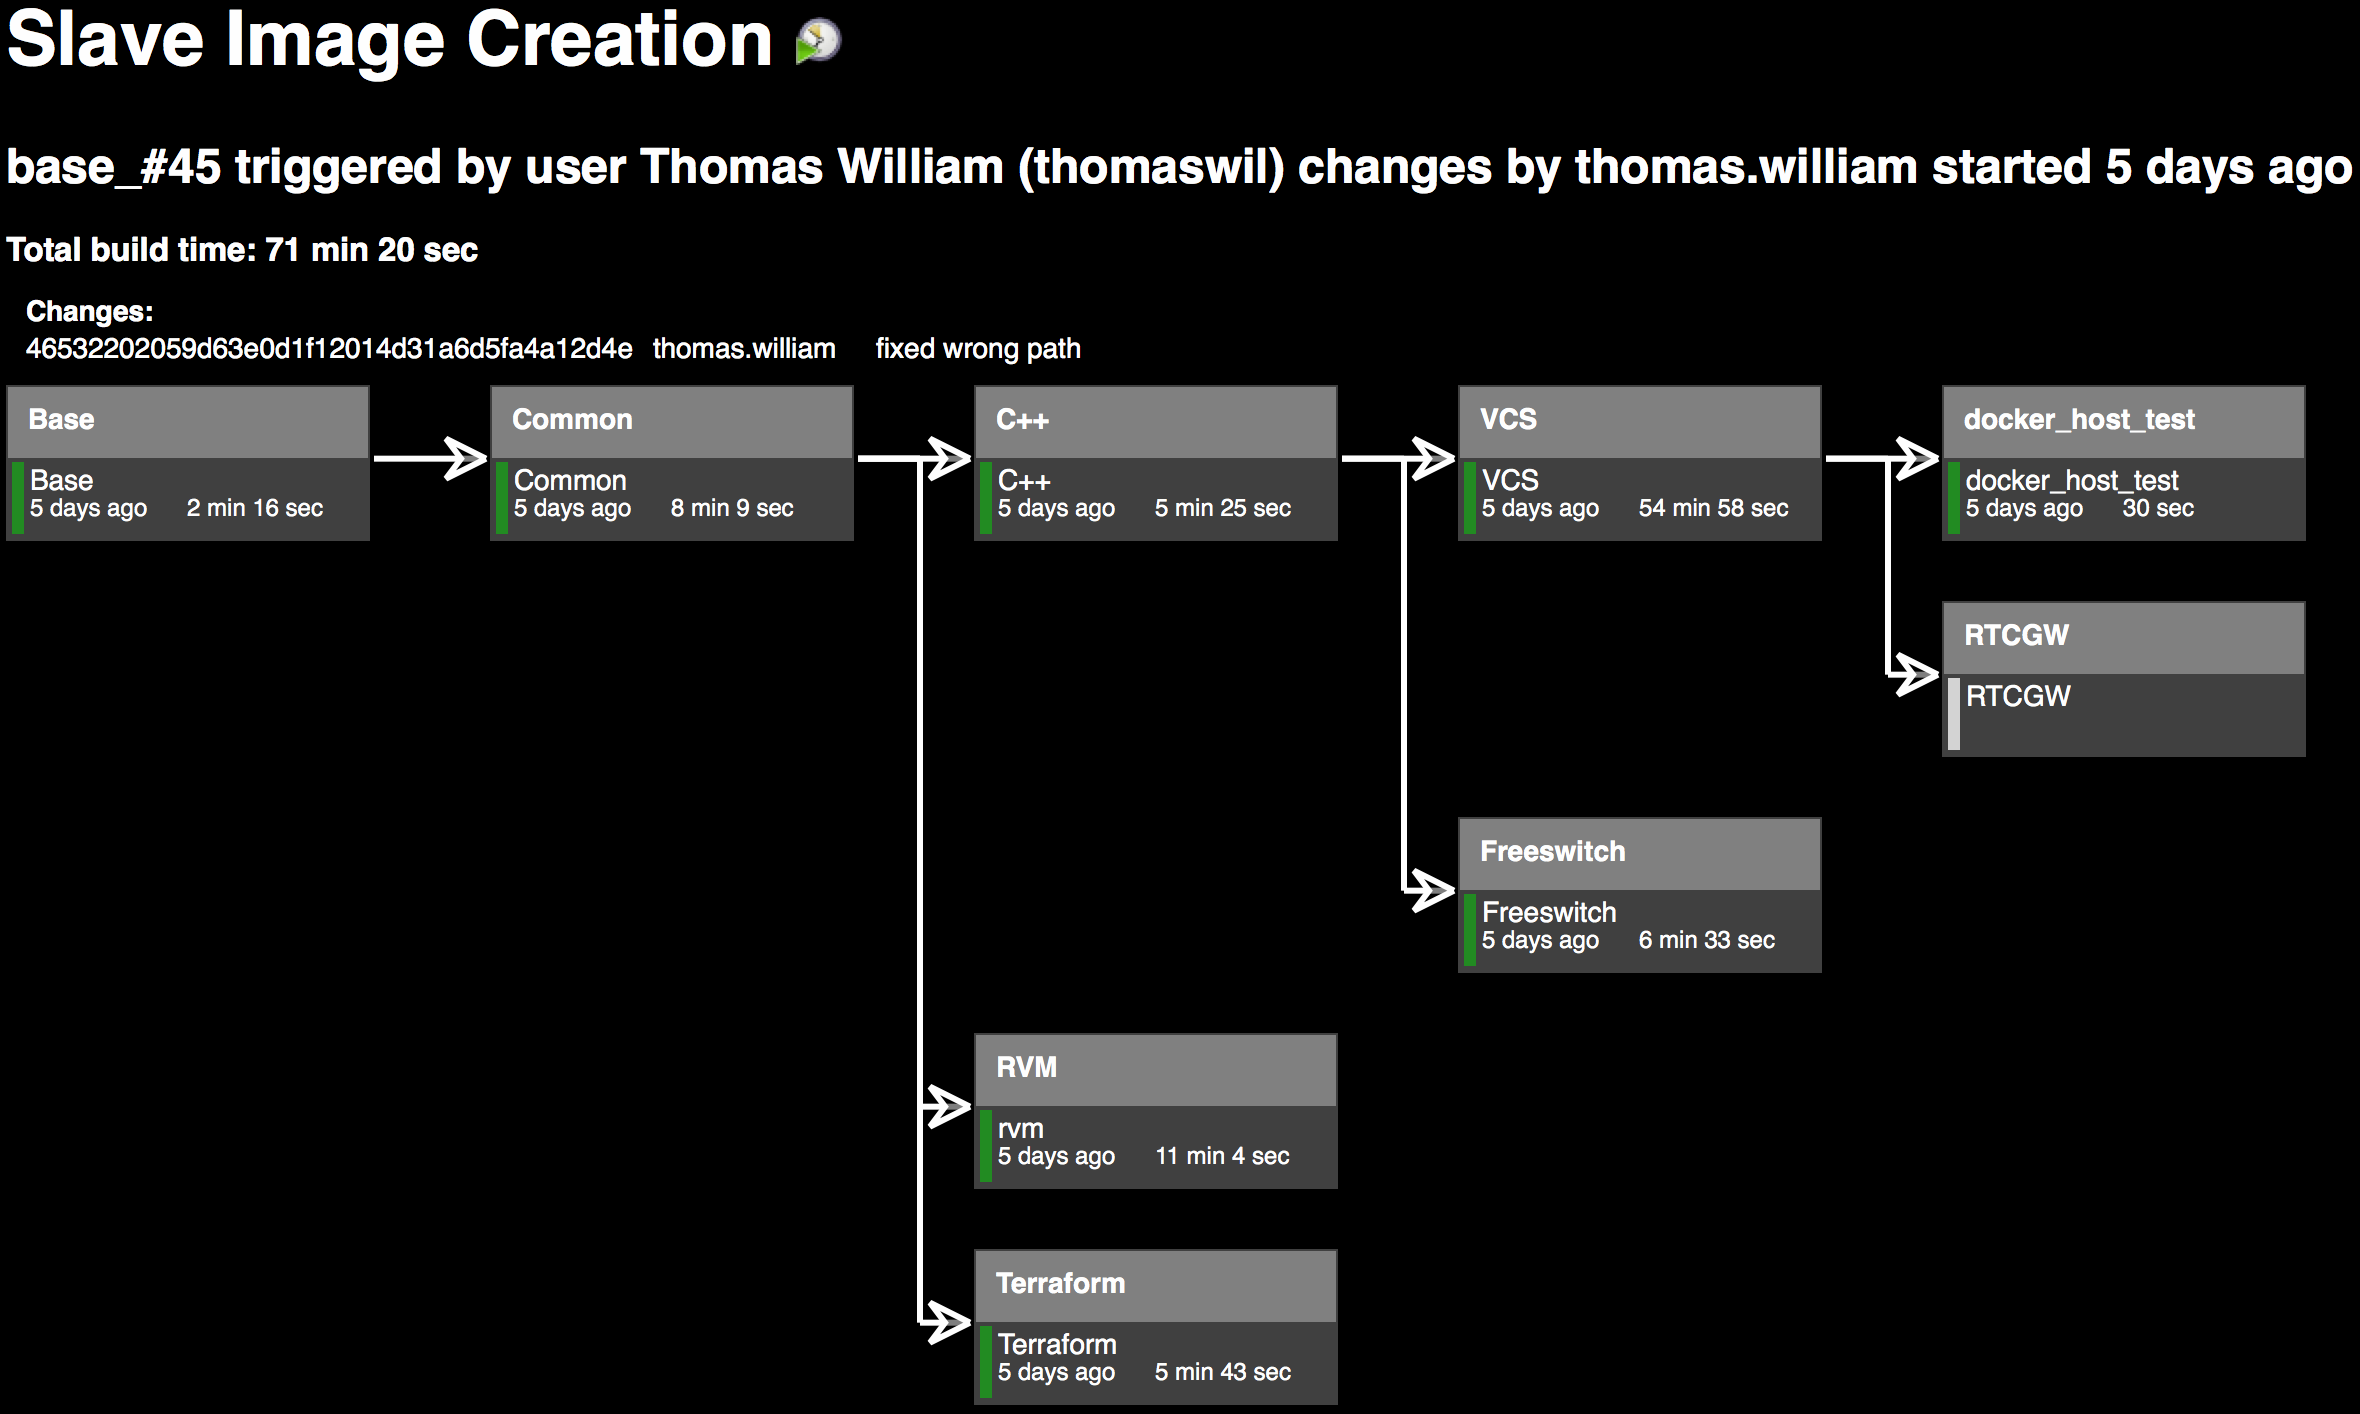 Slave Image Creation
base_#45 triggered by user Thomas William (thomaswil) changes by thomas.william started 5 days ago
Total build time: 71 min 20 sec
Changes:
46532202059d63e0d1f12014d31a6d5fa4a12d4e thomas.william fixed wrong path
Base
Base
5 days ago 2 min 16 sec
Common
Common
5 days ago 8 min 9 sec
C++
C++
5 days ago 5 min 25 sec
VCS
VCS
5 days ago 54 min 58 sec
docker_host_test
docker_host_test
5 days ago 30 sec
RTCGW
RTCGW
Freeswitch
Freeswitch
5 days ago 6 min 33 sec
RVM
rvm
5 days ago 11 min 4 sec
Terraform
Terraform
5 days ago 5 min 43 sec